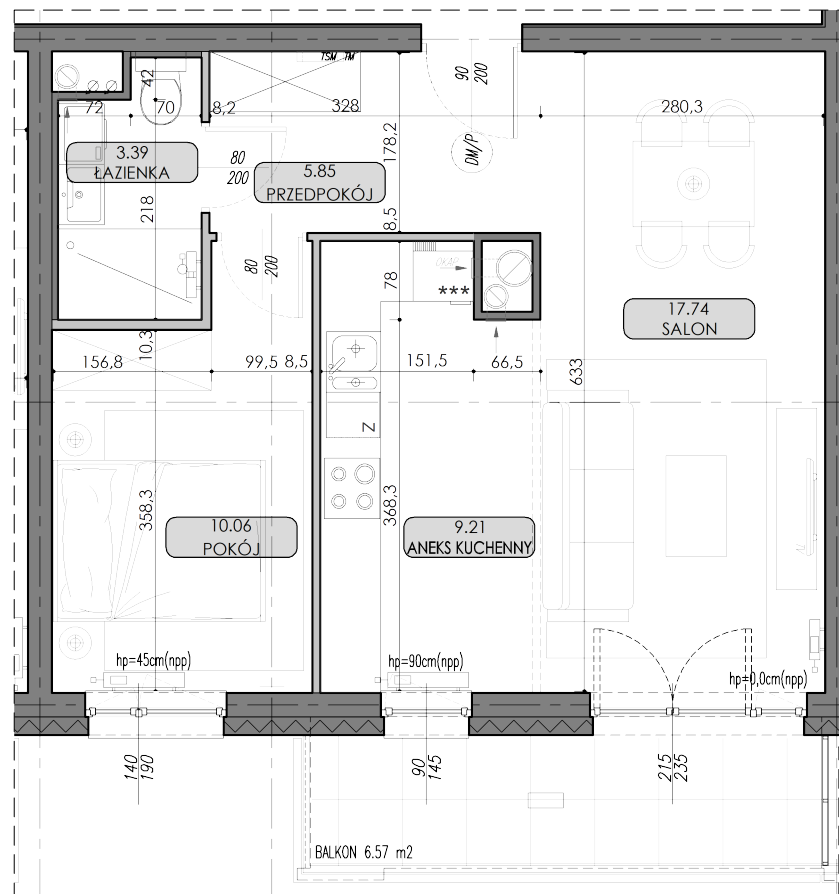 TSM TM
42
72
70
8,2
328
90
200
280,3
3.39
ŁAZIENKA
80
200
178,2
DM/P
5.85
PRZEDPOKÓJ
218
8,5
80
200
78
OKAP
***
17.74
SALON
10,3
156,8
99,5
8,5
151,5
66,5
633
Z
358,3
368,3
10.06
POKÓJ
9.21
ANEKS KUCHENNY
hp=45cm(npp)
hp=90cm(npp)
hp=0,0cm(npp)
140
190
90
145
215
235
BALKON 6.57 m2